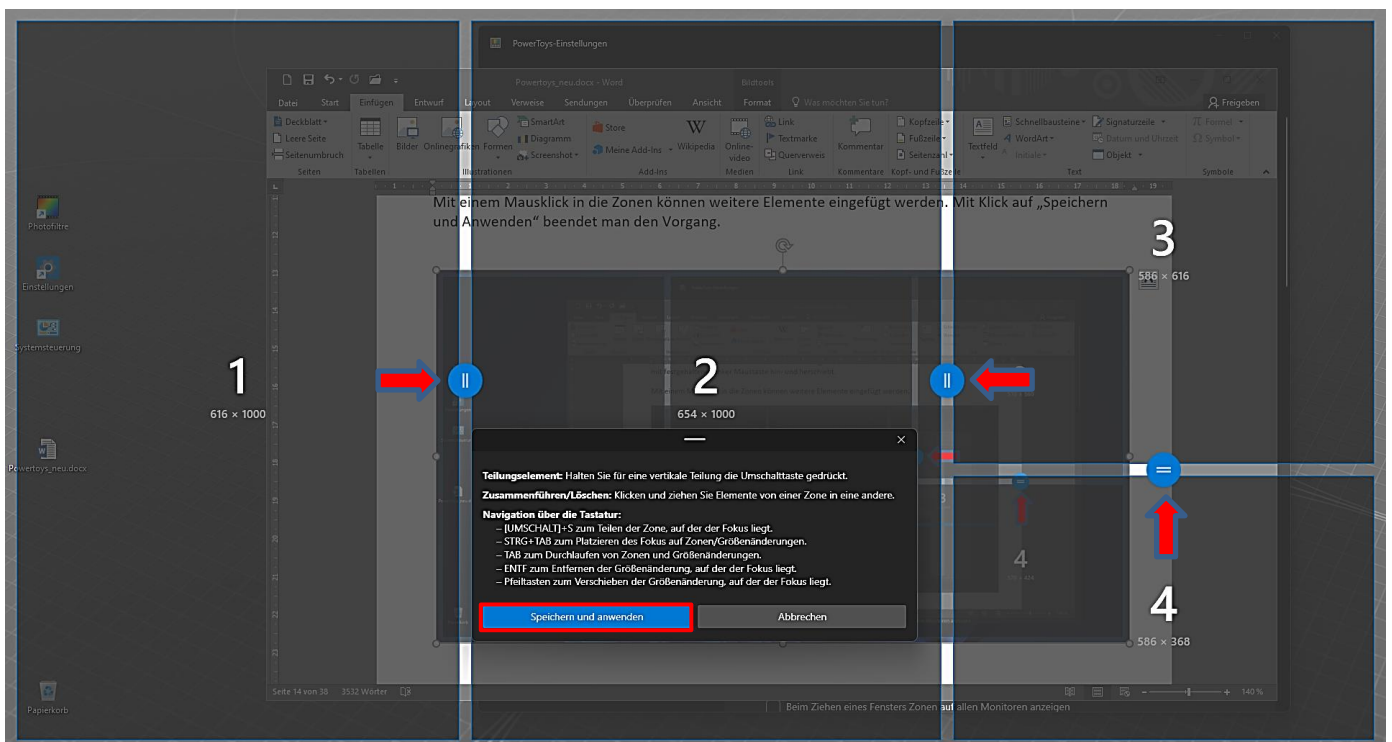 PowerToys-Einstellungen
Powertoys_neu.docx - Word
Bildtools
Datei Start Einfügen Entwurf Layout Verweise Sendungen Überprüfen Ansicht Format Was möchten Sie tun? Freigeben
Deckblatt
Leere Seite
Seitenumbruch
Seiten
Tabelle
Tabellen
Bilder Onlinegrafiken Formen
SmartArt
Diagramm
Screenshot
Illustrationen
Store
Meine Add-Ins
Wikipedia
Add-Ins
Online-
video
Medien
Link
Textmarke
Querverweis
Link
Kommentar
Kommentare
Kopfzeile
Fußzeile
Seitenzahl
Kopf- und Fußzeile
Textfeld
Schnellbausteine
WordArt
Initiale
Signaturzeile
Datum und Uhrzeit
Objekt
Text
Formel
Symbol
Symbole
Mit einem Mausklick in die Zonen können weitere Elemente eingefügt werden. Mit Klick auf „Speichern
und Anwenden“ beendet man den Vorgang.
Photofiltre
Einstellungen
Systemsteuerung
Powertoys_neu.docx
Papierkorb
1
616 × 1000
2
654 × 1000
3
586 × 616
4
586 × 368
4
Teilungselement: Halten Sie für eine vertikale Teilung die Umschalttaste gedrückt.
Zusammenführen/Löschen: Klicken und ziehen Sie Elemente von einer Zone in eine andere.
Navigation über die Tastatur:
– [UMSCHALT]+S zum Teilen der Zone, auf der der Fokus liegt.
– STRG+TAB zum Platzieren des Fokus auf Zonen/Größenänderungen.
– TAB zum Durchlaufen von Zonen und Größenänderungen.
– ENTF zum Entfernen der Größenänderung, auf der der Fokus liegt.
– Pfeiltasten zum Verschieben der Größenänderung, auf der der Fokus liegt.
Speichern und anwenden
Abbrechen
Seite 14 von 38 3532 Wörter
140 %
Beim Ziehen eines Fensters Zonen auf allen Monitoren anzeigen